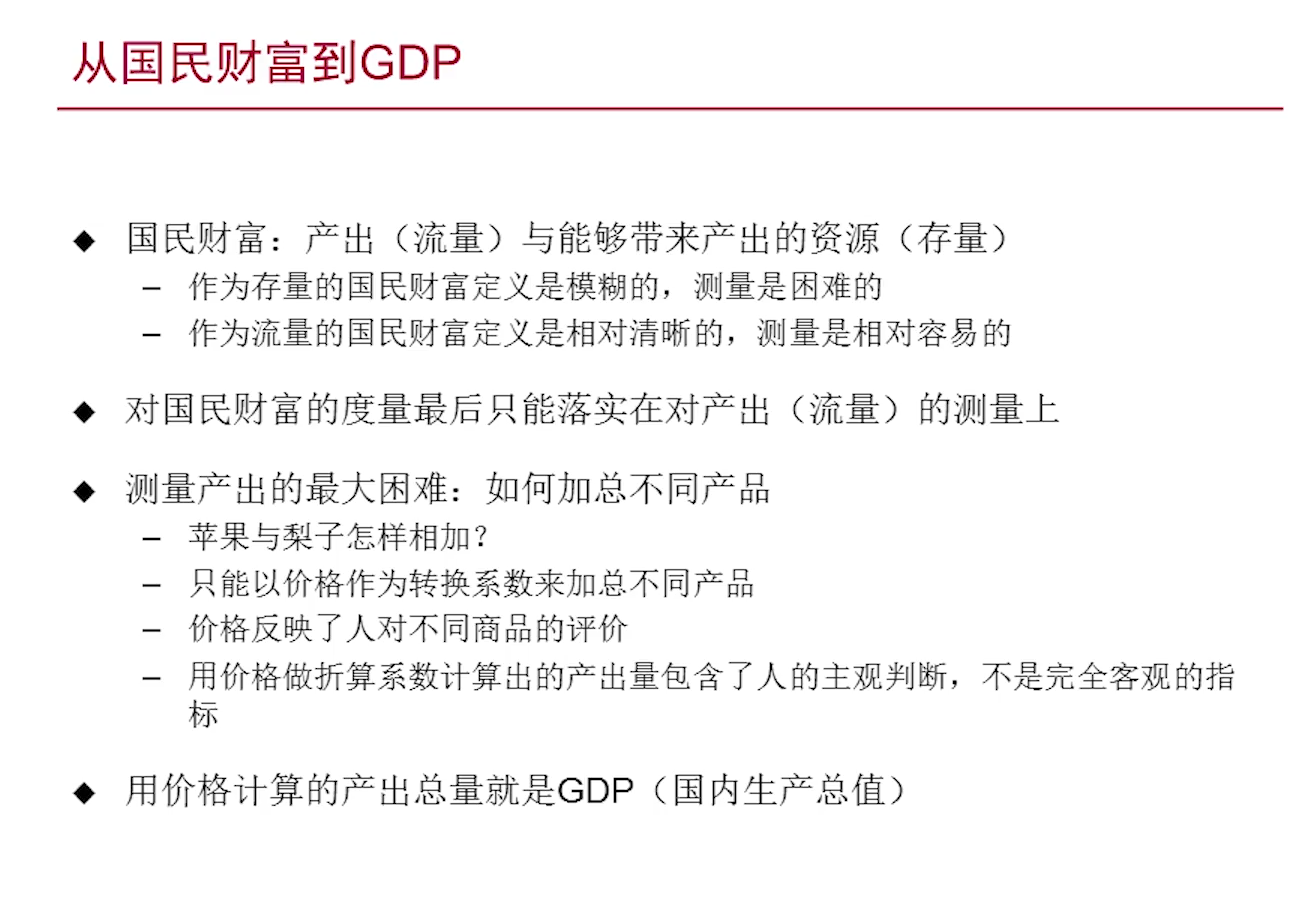 从国民财富到GDP
◆ 国民财富：产出（流量）与能够带来产出的资源（存量）
– 作为存量的国民财富定义是模糊的，测量是困难的
– 作为流量的国民财富定义是相对清晰的，测量是相对容易的
◆ 对国民财富的度量最后只能落实在对产出（流量）的测量上
◆ 测量产出的最大困难：如何加总不同产品
– 苹果与梨子怎样相加？
– 只能以价格作为转换系数来加总不同产品
– 价格反映了人对不同商品的评价
– 用价格做折算系数计算出的产出量包含了人的主观判断，不是完全客观的指
标
◆ 用价格计算的产出总量就是GDP（国内生产总值）